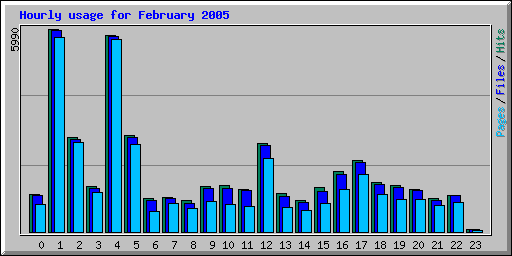 Hourly usage for February 2005
5990
Pages / Files / Hits
0 1 2 3 4 5 6 7 8 9 10 11 12 13 14 15 16 17 18 19 20 21 22 23